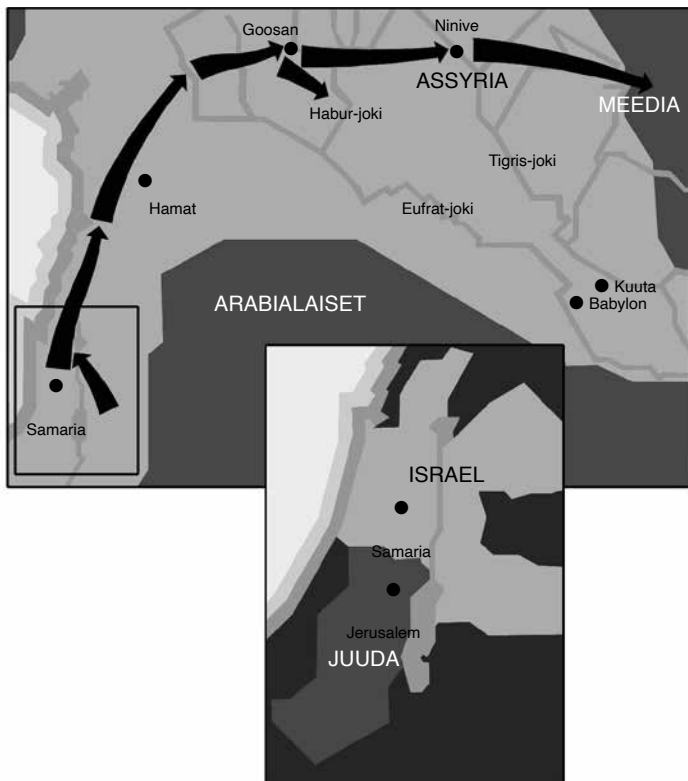 Goosan
Ninive
ASSYRIA
MEEDIA
Habur-joki
Tigris-joki
Hamat
Eufrat-joki
Kuuta
ARABIALAISET
Babylon
Samaria
ISRAEL
Samaria
Jerusalem
JUUDA